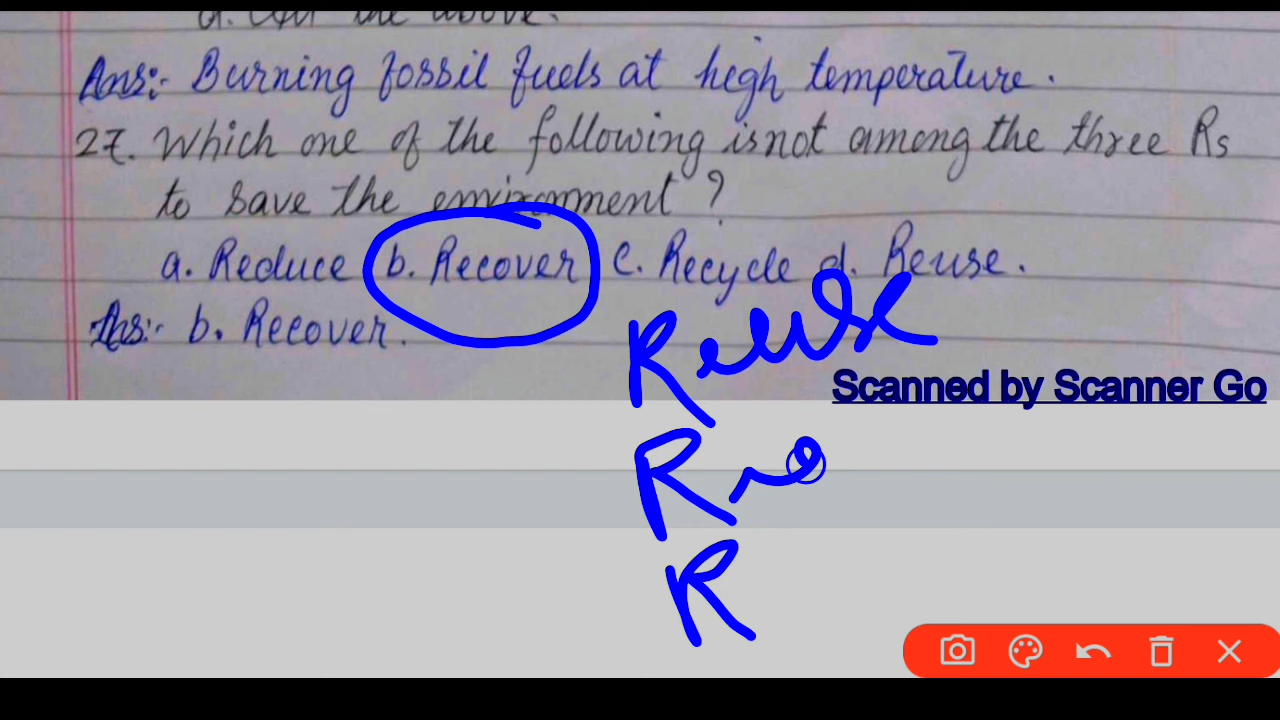 Ans:- Burning fossil fuels at high temperature.
27. Which one of the following is not among the three Rs
to save the environment ?
a. Reduce b. Recover c. Recycle d. Reuse.
Ans:- b. Recover.
Reuse
Scanned by Scanner Go
R
R